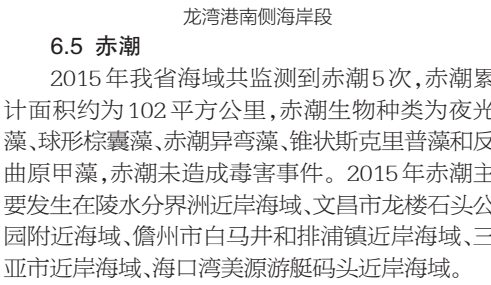 龙湾港南侧海岸段
6.5 赤潮
2015年我省海域共监测到赤潮5次,赤潮累
计面积约为102平方公里,赤潮生物种类为夜光
藻、球形棕囊藻、赤潮异弯藻、锥状斯克里普藻和反
曲原甲藻,赤潮未造成毒害事件。2015年赤潮主
要发生在陵水分界洲近岸海域、文昌市龙楼石头公
园附近海域、儋州市白马井和排浦镇近岸海域、三
亚市近岸海域、海口湾美源游艇码头近岸海域。